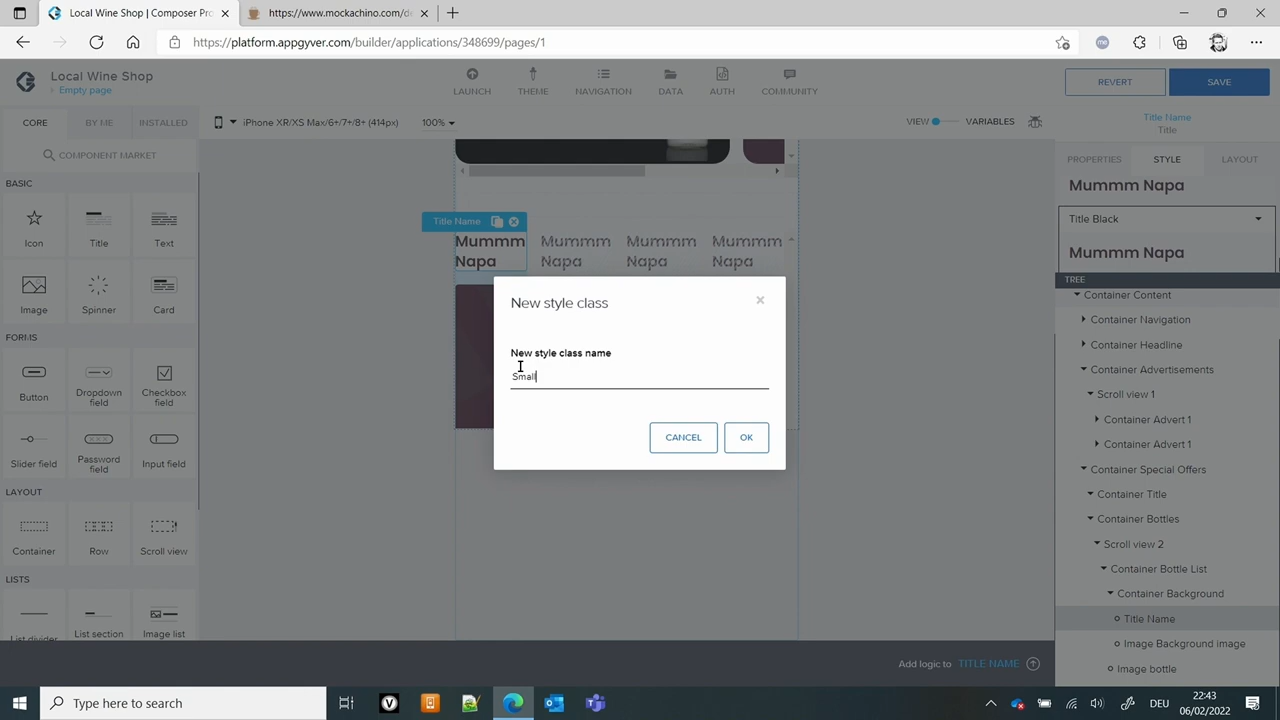 Local Wine Shop | Composer Pro
https://www.mockachino.com/d
https://platform.appgyver.com/builder/applications/348699/pages/1
Local Wine Shop
Empty page
LAUNCH
THEME
NAVIGATION
DATA
AUTH
COMMUNITY
REVERT
SAVE
CORE
BY ME
INSTALLED
iPhone XR/XS Max/6+/7+/8+ (414px)
100%
VIEW
VARIABLES
Title Name
Title
COMPONENT MARKET
PROPERTIES
STYLE
LAYOUT
BASIC
Icon
Title
Text
Image
Spinner
Card
FORMS
Button
Dropdown field
Checkbox field
Slider field
Password field
Input field
LAYOUT
Container
Row
Scroll view
LISTS
List divider
List section
Image list
Title Name
Mummm Napa
Mummm Napa
Mummm Napa
Mummm Napa
New style class
×
New style class name
Small
CANCEL
OK
Mummm Napa
Title Black
Mummm Napa
TREE
Container Content
Container Navigation
Container Headline
Container Advertisements
Scroll view 1
Container Advert 1
Container Advert 1
Container Special Offers
Container Title
Container Bottles
Scroll view 2
Container Bottle List
Container Background
Title Name
Image Background image
Image bottle
Add logic to TITLE NAME
Type here to search
DEU
22:43
06/02/2022